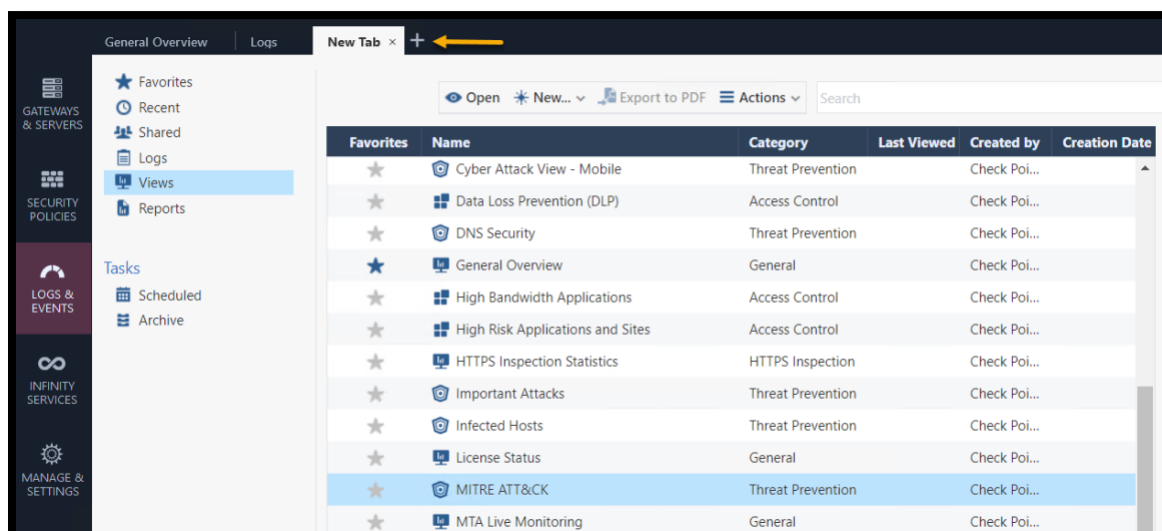 General Overview Logs New Tab × +
GATEWAYS
& SERVERS
SECURITY
POLICIES
LOGS &
EVENTS
INFINITY
SERVICES
MANAGE &
SETTINGS
Favorites
Recent
Shared
Logs
Views
Reports
Tasks
Scheduled
Archive
Open New... Export to PDF Actions Search
Favorites Name Category Last Viewed Created by Creation Date
Cyber Attack View - Mobile Threat Prevention Check Poi...
Data Loss Prevention (DLP) Access Control Check Poi...
DNS Security Threat Prevention Check Poi...
General Overview General Check Poi...
High Bandwidth Applications Access Control Check Poi...
High Risk Applications and Sites Access Control Check Poi...
HTTPS Inspection Statistics HTTPS Inspection Check Poi...
Important Attacks Threat Prevention Check Poi...
Infected Hosts Threat Prevention Check Poi...
License Status General Check Poi...
MITRE ATT&CK Threat Prevention Check Poi...
MTA Live Monitoring General Check Poi...